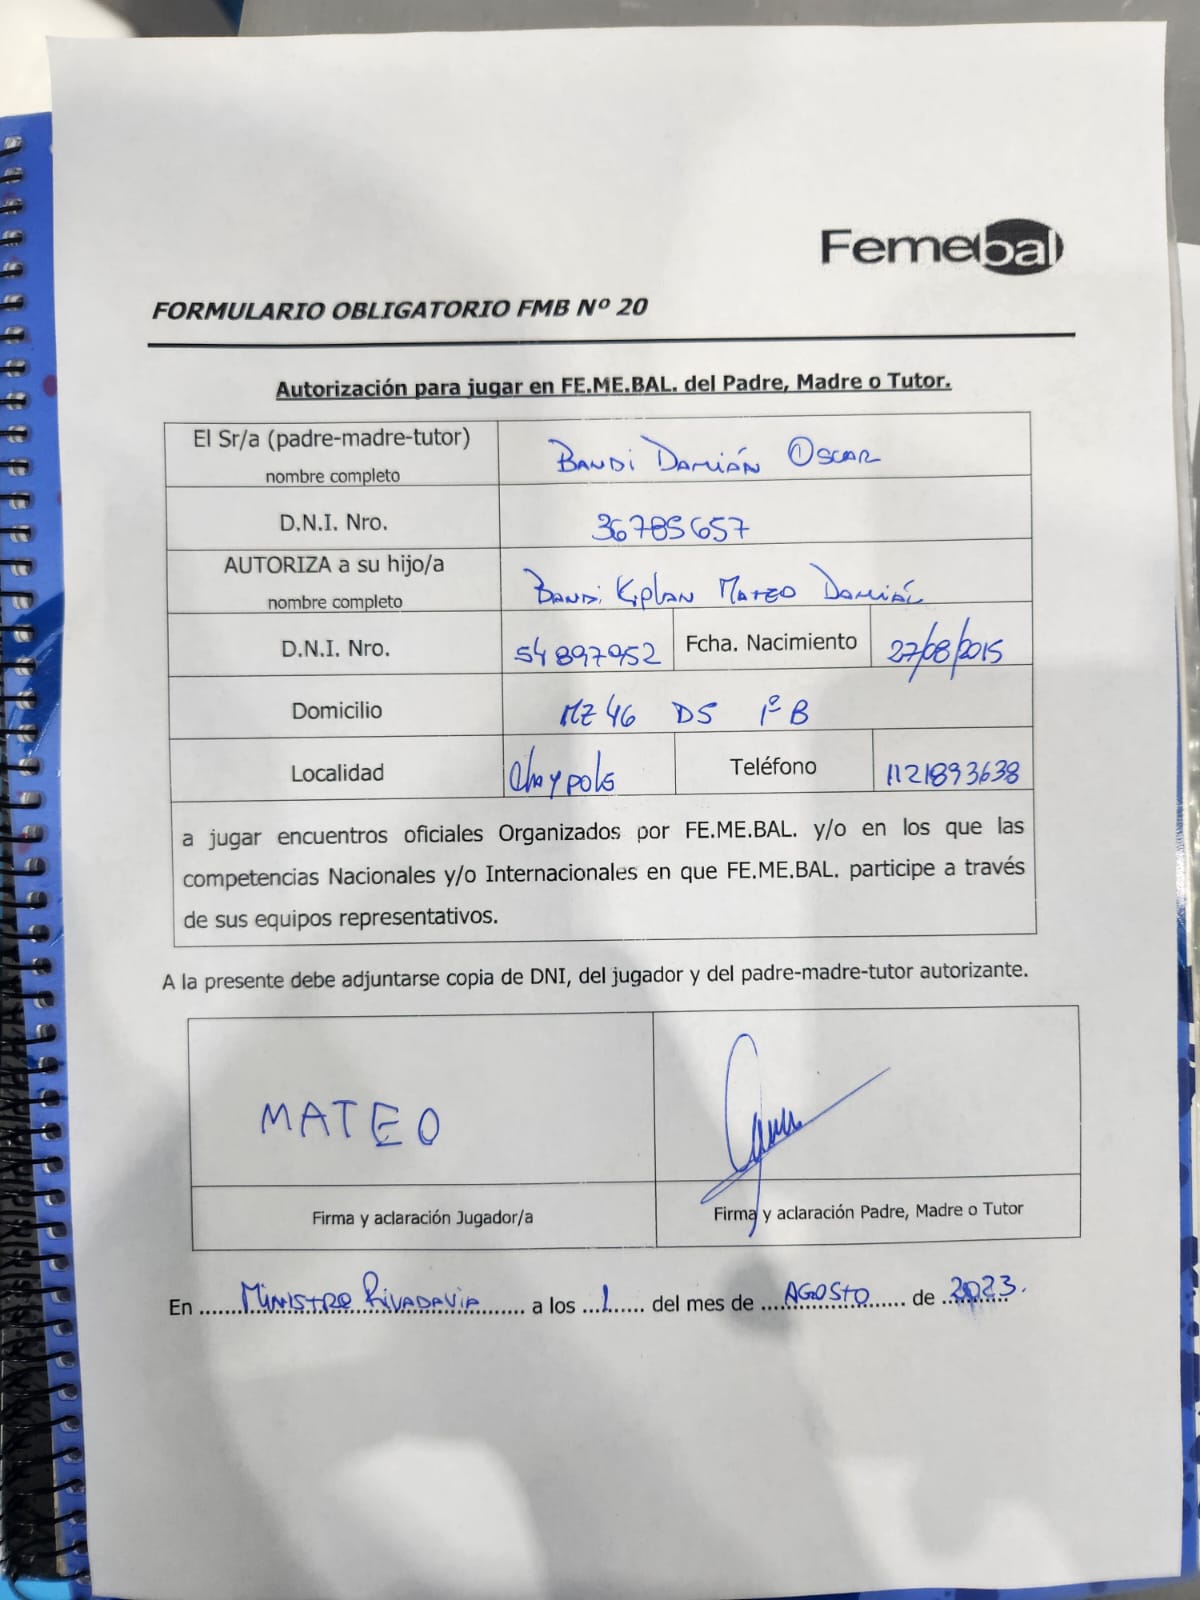 Femebal
FORMULARIO OBLIGATORIO FMB Nº 20
Autorización para jugar en FE.ME.BAL. del Padre, Madre o Tutor.
El Sr/a (padre-madre-tutor)
nombre completo
BANDI DAMIÁN OSCAR
D.N.I. Nro.
36785657
AUTORIZA a su hijo/a
nombre completo
BANDI KIPLAN MATEO DAMIÁN
D.N.I. Nro.
54897952
Fcha. Nacimiento
27/08/2015
Domicilio
MZ 46 D5 1º B
Localidad
Claypole
Teléfono
1121893638
a jugar encuentros oficiales Organizados por FE.ME.BAL. y/o en los que las
competencias Nacionales y/o Internacionales en que FE.ME.BAL. participe a través
de sus equipos representativos.
A la presente debe adjuntarse copia de DNI, del jugador y del padre-madre-tutor autorizante.
MATEO
Firma y aclaración Jugador/a
Firma y aclaración Padre, Madre o Tutor
En ...... MINISTRO RIVADAVIA ...... a los ... 1 ...... del mes de ... AGOSTO ...... de ... 2023.